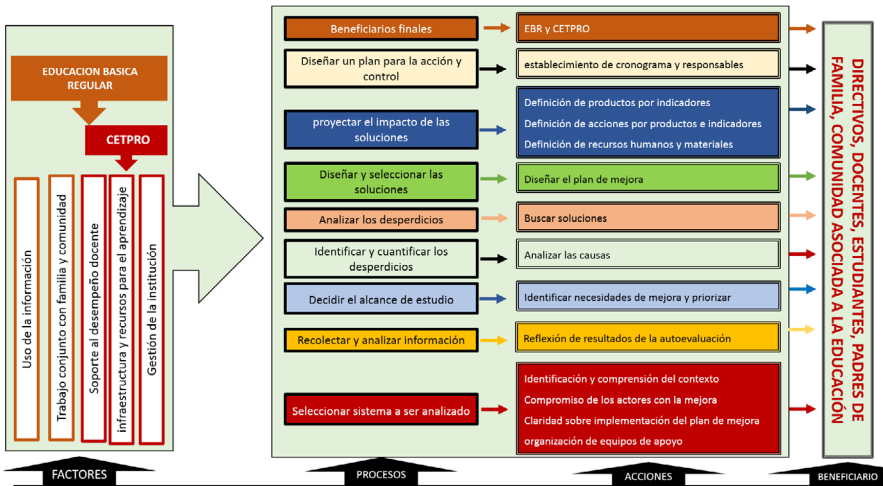 EDUCACION BASICA
REGULAR
CETPRO
Uso de la información
Trabajo conjunto con familia y comunidad
Soporte al desempeño docente
infraestructura y recursos para el aprendizaje
Gestión de la institución
Beneficiarios finales
EBR y CETPRO
Diseñar un plan para la acción y
control
establecimiento de cronograma y responsables
proyectar el impacto de las
soluciones
Definición de productos por indicadores
Definición de acciones por productos e indicadores
Definición de recursos humanos y materiales
Diseñar y seleccionar las
soluciones
Diseñar el plan de mejora
Analizar los desperdicios
Buscar soluciones
Identificar y cuantificar los
desperdicios
Analizar las causas
Decidir el alcance de estudio
Identificar necesidades de mejora y priorizar
Recolectar y analizar información
Reflexión de resultados de la autoevaluación
Seleccionar sistema a ser analizado
Identificación y comprensión del contexto
Compromiso de los actores con la mejora
Claridad sobre implementación del plan de mejora
organización de equipos de apoyo
DIRECTIVOS, DOCENTES, ESTUDIANTES, PADRES DE
FAMILIA, COMUNIDAD ASOCIADA A LA EDUCACIÓN
FACTORES
PROCESOS
ACCIONES
BENEFICIARIO